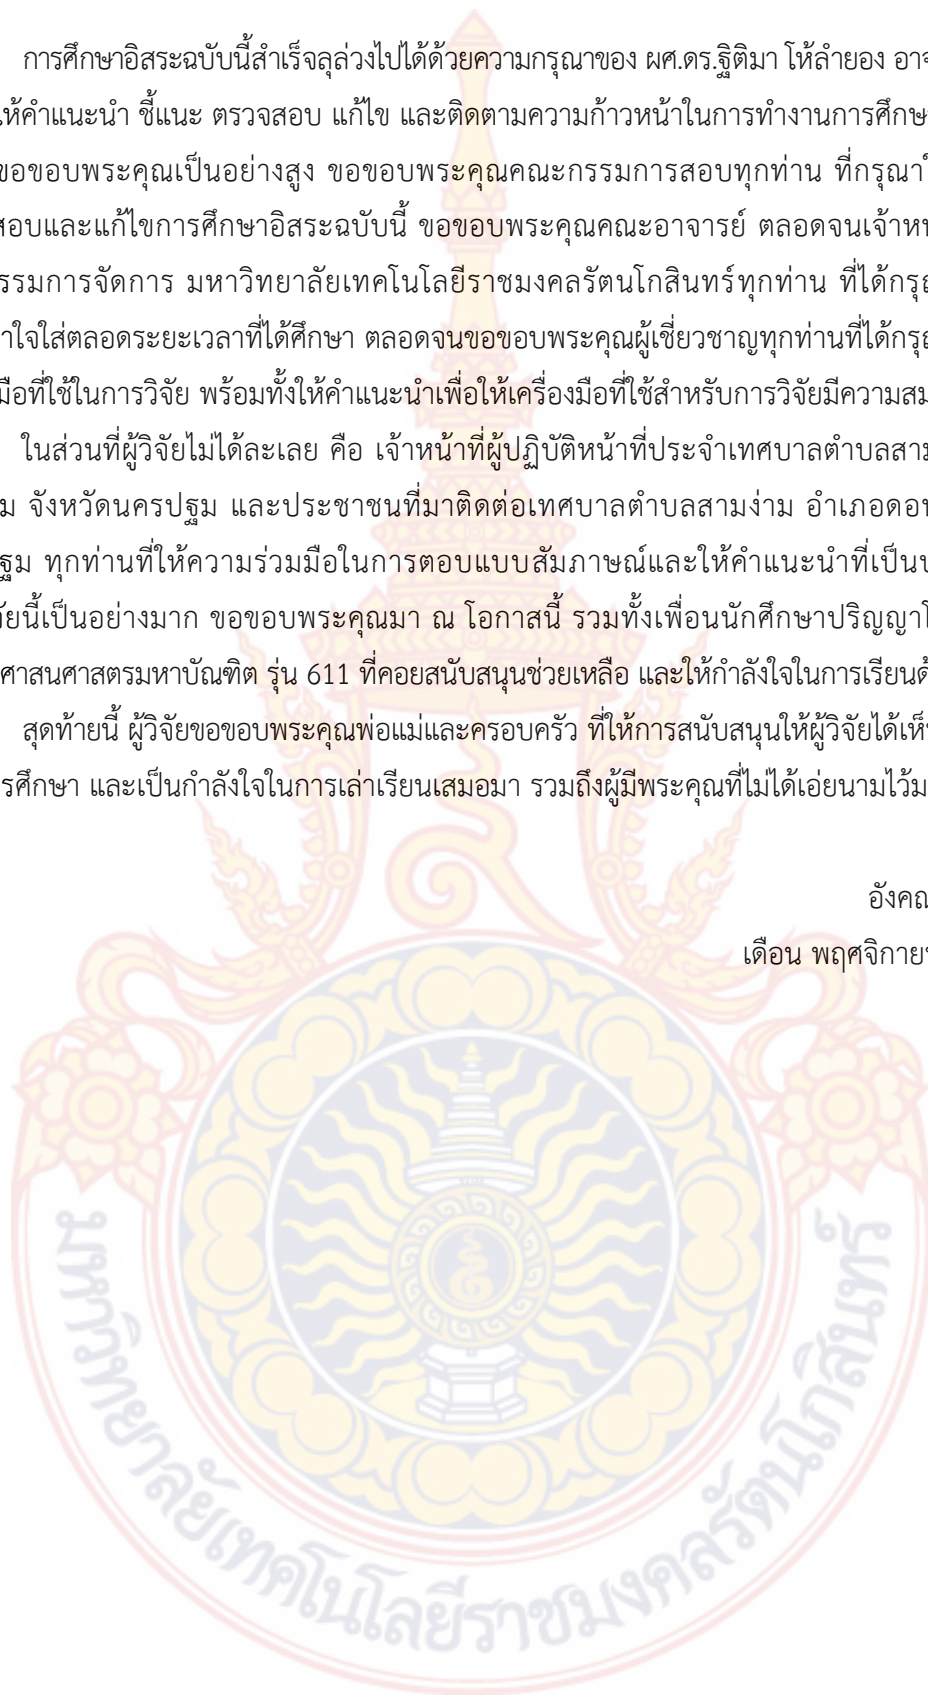 การศึกษาอิสระฉบับนี้สำเร็จลุล่วงไปได้ด้วยความกรุณาของ ผศ.ดร.ฐิติมา โห้ลำยอง อาจ
ห้คำแนะนำ ชี้แนะ ตรวจสอบ แก้ไข และติดตามความก้าวหน้าในการทำงานการศึกษ
ขอขอบพระคุณเป็นอย่างสูง ขอขอบพระคุณคณะกรรมการสอบทุกท่าน ที่กรุณาใ
สอบและแก้ไขการศึกษาอิสระฉบับนี้ ขอขอบพระคุณคณะอาจารย์ ตลอดจนเจ้าหน
รรมการจัดการ มหาวิทยาลัยเทคโนโลยีราชมงคลรัตนโกสินทร์ทุกท่าน ที่ได้กรุณ
าใจใส่ตลอดระยะเวลาที่ได้ศึกษา ตลอดจนขอขอบพระคุณผู้เชี่ยวชาญทุกท่านที่ได้กรุณ
มือที่ใช้ในการวิจัย พร้อมทั้งให้คำแนะนำเพื่อให้เครื่องมือที่ใช้สำหรับการวิจัยมีความสม
ในส่วนที่ผู้วิจัยไม่ได้ละเลย คือ เจ้าหน้าที่ผู้ปฏิบัติหน้าที่ประจำเทศบาลตำบลสาม
ม จังหวัดนครปฐม และประชาชนที่มาติดต่อเทศบาลตำบลสามง่าม อำเภอดอน
ฐม ทุกท่านที่ให้ความร่วมมือในการตอบแบบสัมภาษณ์และให้คำแนะนำที่เป็นป
ัยนี้เป็นอย่างมาก ขอขอบพระคุณมา ณ โอกาสนี้ รวมทั้งเพื่อนนักศึกษาปริญญาโ
ศาสนศาสตรมหาบัณฑิต รุ่น 611 ที่คอยสนับสนุนช่วยเหลือ และให้กำลังใจในการเรียนด้
สุดท้ายนี้ ผู้วิจัยขอขอบพระคุณพ่อแม่และครอบครัว ที่ให้การสนับสนุนให้ผู้วิจัยได้เห็
รศึกษา และเป็นกำลังใจในการเล่าเรียนเสมอมา รวมถึงผู้มีพระคุณที่ไม่ได้เอ่ยนามไว้ม
อังคณ
เดือน พฤศจิกาย
มหาวิทยาลัยเทคโนโลยีราชมงคลรัตนโกสินทร์